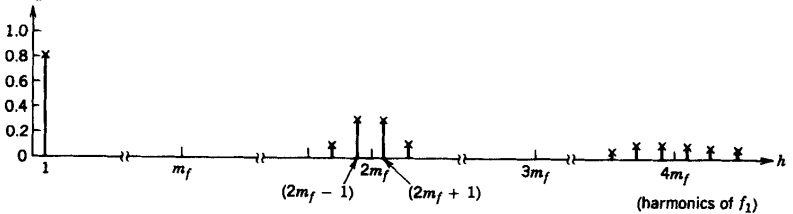 1.0
0.8
0.6
0.4
0.2
0
1 m_f 2m_f 3m_f 4m_f h
(2m_f − 1) (2m_f + 1)
(harmonics of f_1)